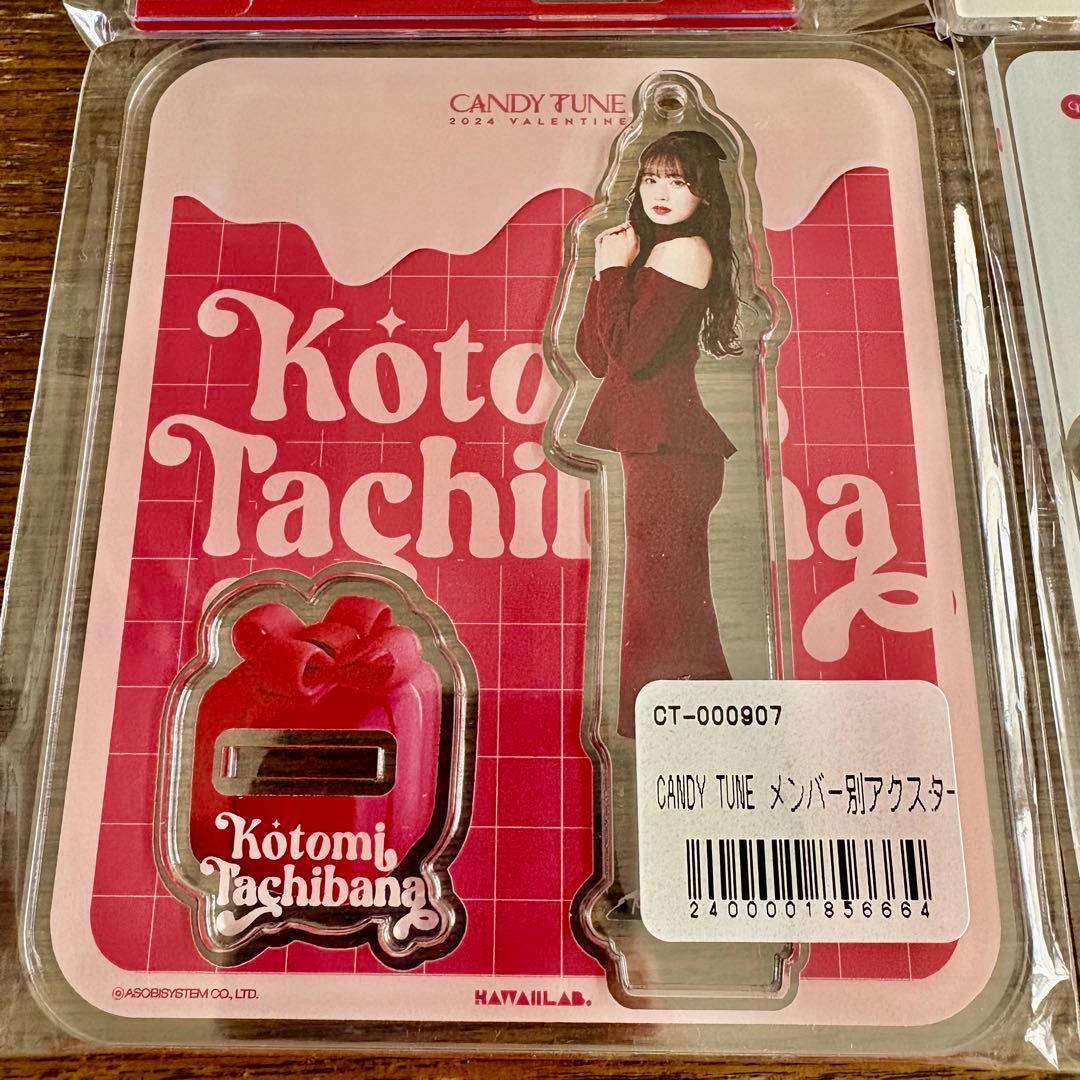 CANDY TUNE
2024 VALENTINE
Tachibana
CT-000907
CANDY TUNE メンバー別アクスター
2400001856664
Kotomi
Tachibana
©ASOBISYSTEM CO., LTD.
KAWAIILAB.